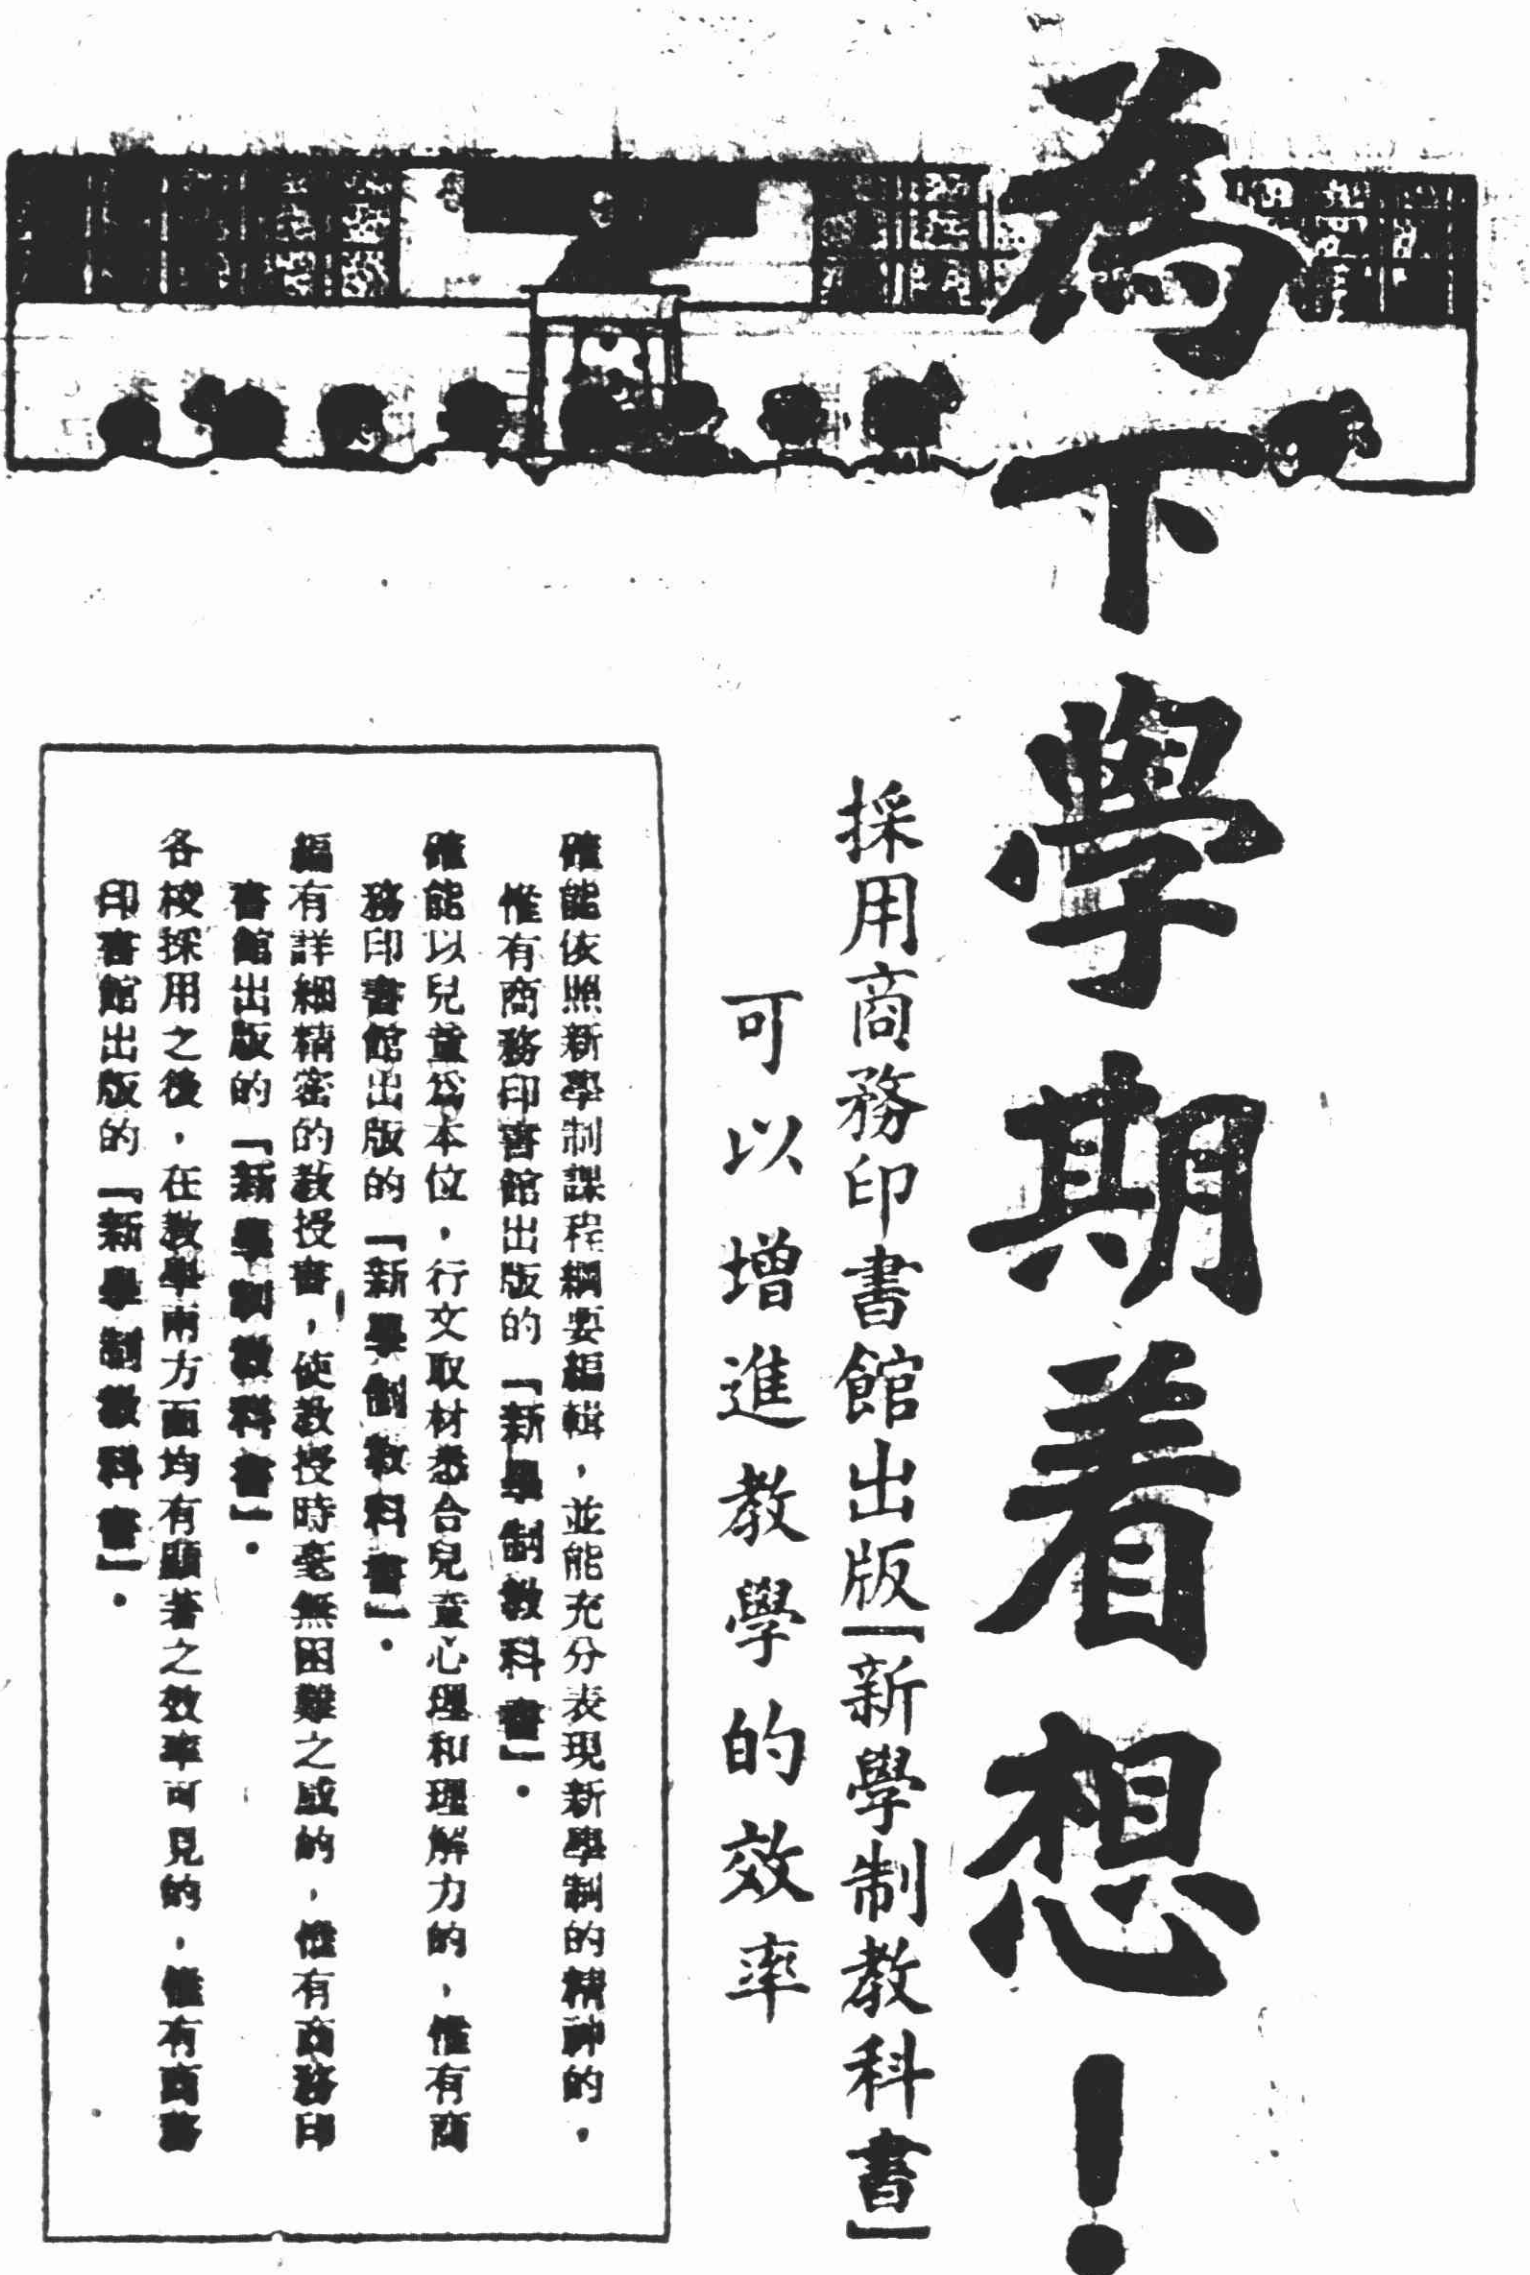 為下學期着想！
採用商務印書館出版「新學制教科書」
可以增進教學的效率
確能依照新學制課程綱要編輯，並能充分表現新學制的精神的，
惟有商務印書館出版的「新學制教科書」．
確能以兒童爲本位，行文取材悉合兒童心理和理解力的，惟有商
務印書館出版的「新學制教科書」．
編有詳細精密的教授書，使教授時毫無困難之感的，惟有商務印
書館出版的「新學制教科書」．
各校採用之後，在教學兩方面均有顯著之效率可見的，惟有商務
印書館出版的「新學制教科書」．